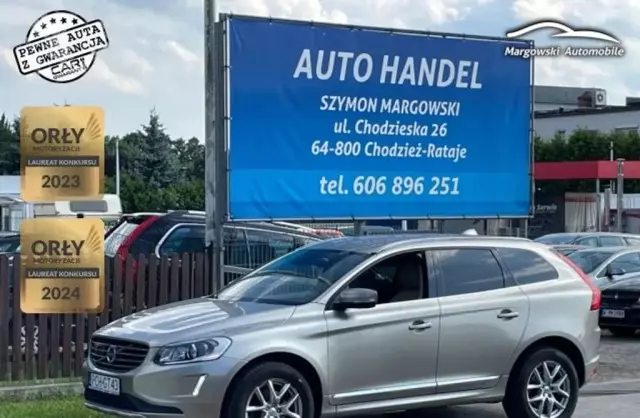 PEWNE AUTA
Z GWARANCJĄ
CARI
GWARANT
Margowski Automobile
AUTO HANDEL
SZYMON MARGOWSKI
ul. Chodzieska 26
64-800 Chodzież-Rataje
tel. 606 896 251
ORŁY
MOTORYZACJI
LAUREAT KONKURSU
2023
ORŁY
MOTORYZACJI
LAUREAT KONKURSU
2024